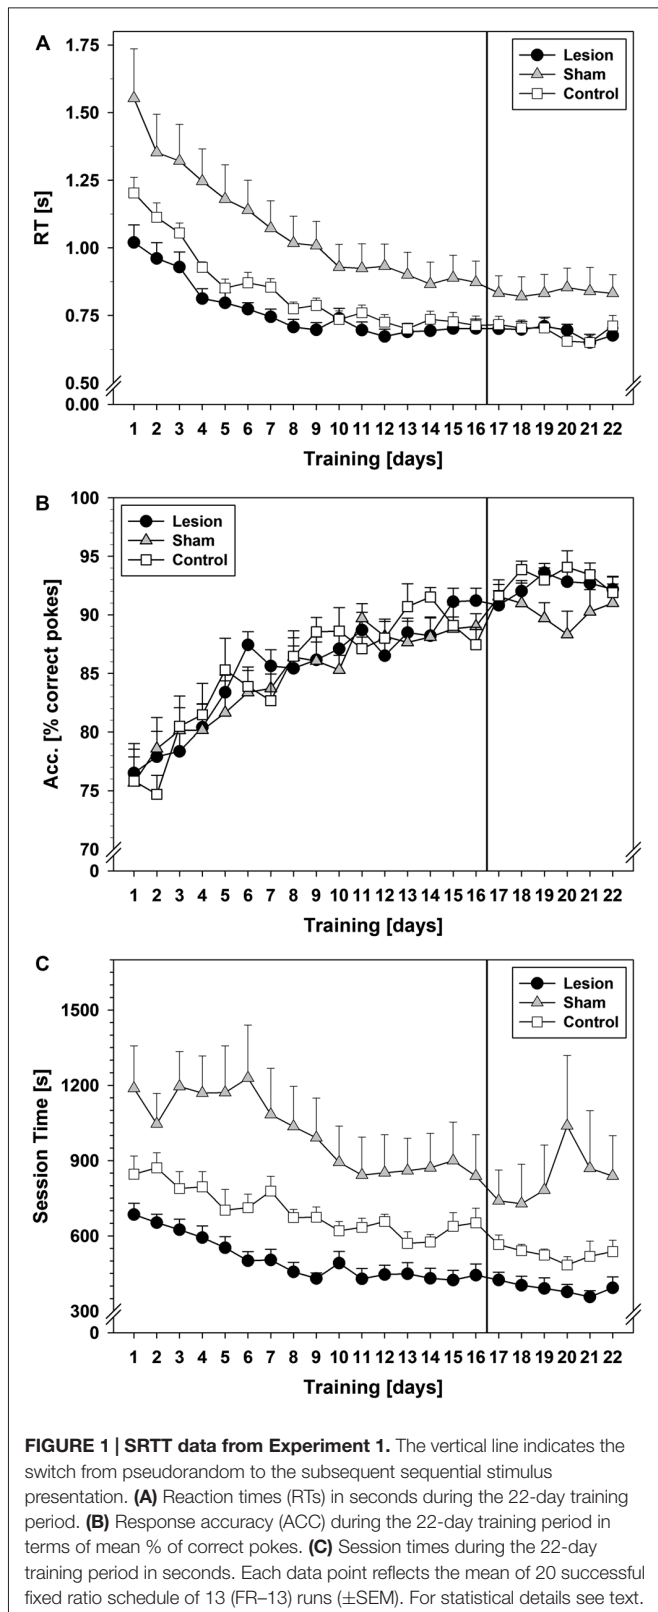 A
1.75
1.50
1.25
1.00
0.75
0.50
0.00
RT [s]
Lesion
Sham
Control
1 2 3 4 5 6 7 8 9 10 11 12 13 14 15 16 17 18 19 20 21 22
Training [days]
B
100
95
90
85
80
75
70
0
Acc. [% correct pokes]
Lesion
Sham
Control
1 2 3 4 5 6 7 8 9 10 11 12 13 14 15 16 17 18 19 20 21 22
Training [days]
C
1500
1200
900
600
300
0
Session Time [s]
Lesion
Sham
Control
1 2 3 4 5 6 7 8 9 10 11 12 13 14 15 16 17 18 19 20 21 22
Training [days]
FIGURE 1 | SRTT data from Experiment 1. The vertical line indicates the
switch from pseudorandom to the subsequent sequential stimulus
presentation. (A) Reaction times (RTs) in seconds during the 22-day training
period. (B) Response accuracy (ACC) during the 22-day training period in
terms of mean % of correct pokes. (C) Session times during the 22-day
training period in seconds. Each data point reflects the mean of 20 successful
fixed ratio schedule of 13 (FR–13) runs (±SEM). For statistical details see text.